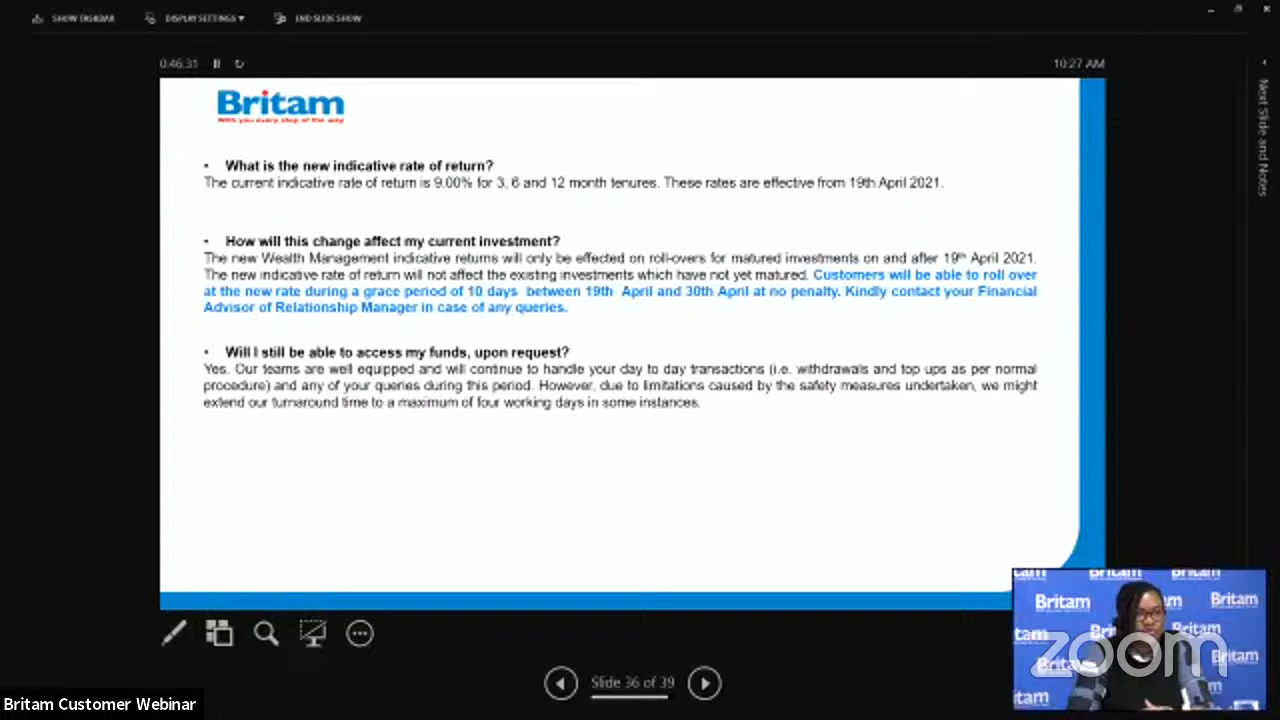 SHOW TASKBAR
DISPLAY SETTINGS ▾
END SLIDE SHOW
0:46:31
10:27 AM
Next Slide and Notes
Britam
With you every step of the way
• What is the new indicative rate of return?
The current indicative rate of return is 9.00% for 3, 6 and 12 month tenures. These rates are effective from 19th April 2021.
• How will this change affect my current investment?
The new Wealth Management indicative returns will only be effected on roll-overs for matured investments on and after 19th April 2021.
The new indicative rate of return will not affect the existing investments which have not yet matured. Customers will be able to roll over
at the new rate during a grace period of 10 days between 19th April and 30th April at no penalty. Kindly contact your Financial
Advisor of Relationship Manager in case of any queries.
• Will I still be able to access my funds, upon request?
Yes. Our teams are well equipped and will continue to handle your day to day transactions (i.e. withdrawals and top ups as per normal
procedure) and any of your queries during this period. However, due to limitations caused by the safety measures undertaken, we might
extend our turnaround time to a maximum of four working days in some instances.
Slide 36 of 39
Britam
Britam
Britam
zoom
Britam Customer Webinar